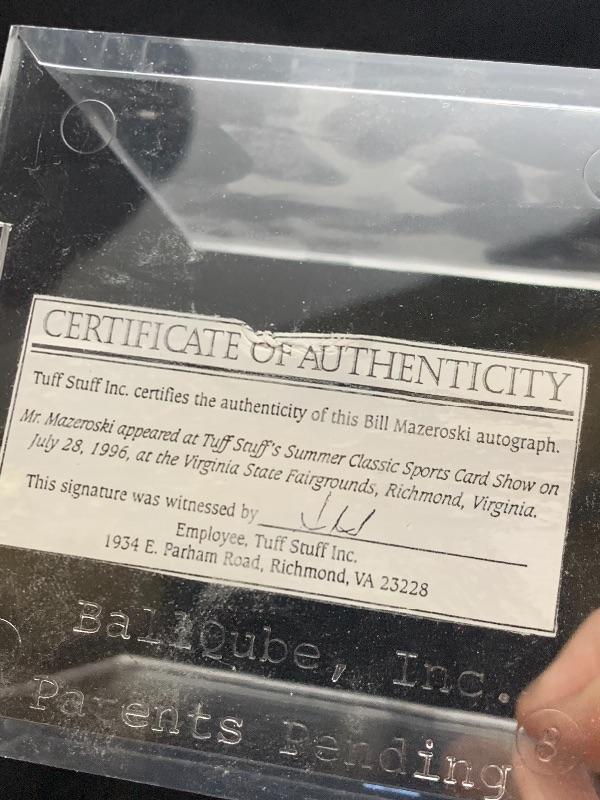 CERTIFICATE OF AUTHENTICITY
Tuff Stuff Inc. certifies the authenticity of this Bill Mazeroski autograph.
Mr. Mazeroski appeared at Tuff Stuff's Summer Classic Sports Card Show on
July 28, 1996, at the Virginia State Fairgrounds, Richmond, Virginia.
This signature was witnessed by
Employee, Tuff Stuff Inc.
1934 E. Parham Road, Richmond, VA 23228
BallQube, Inc.
Patents Pending
8